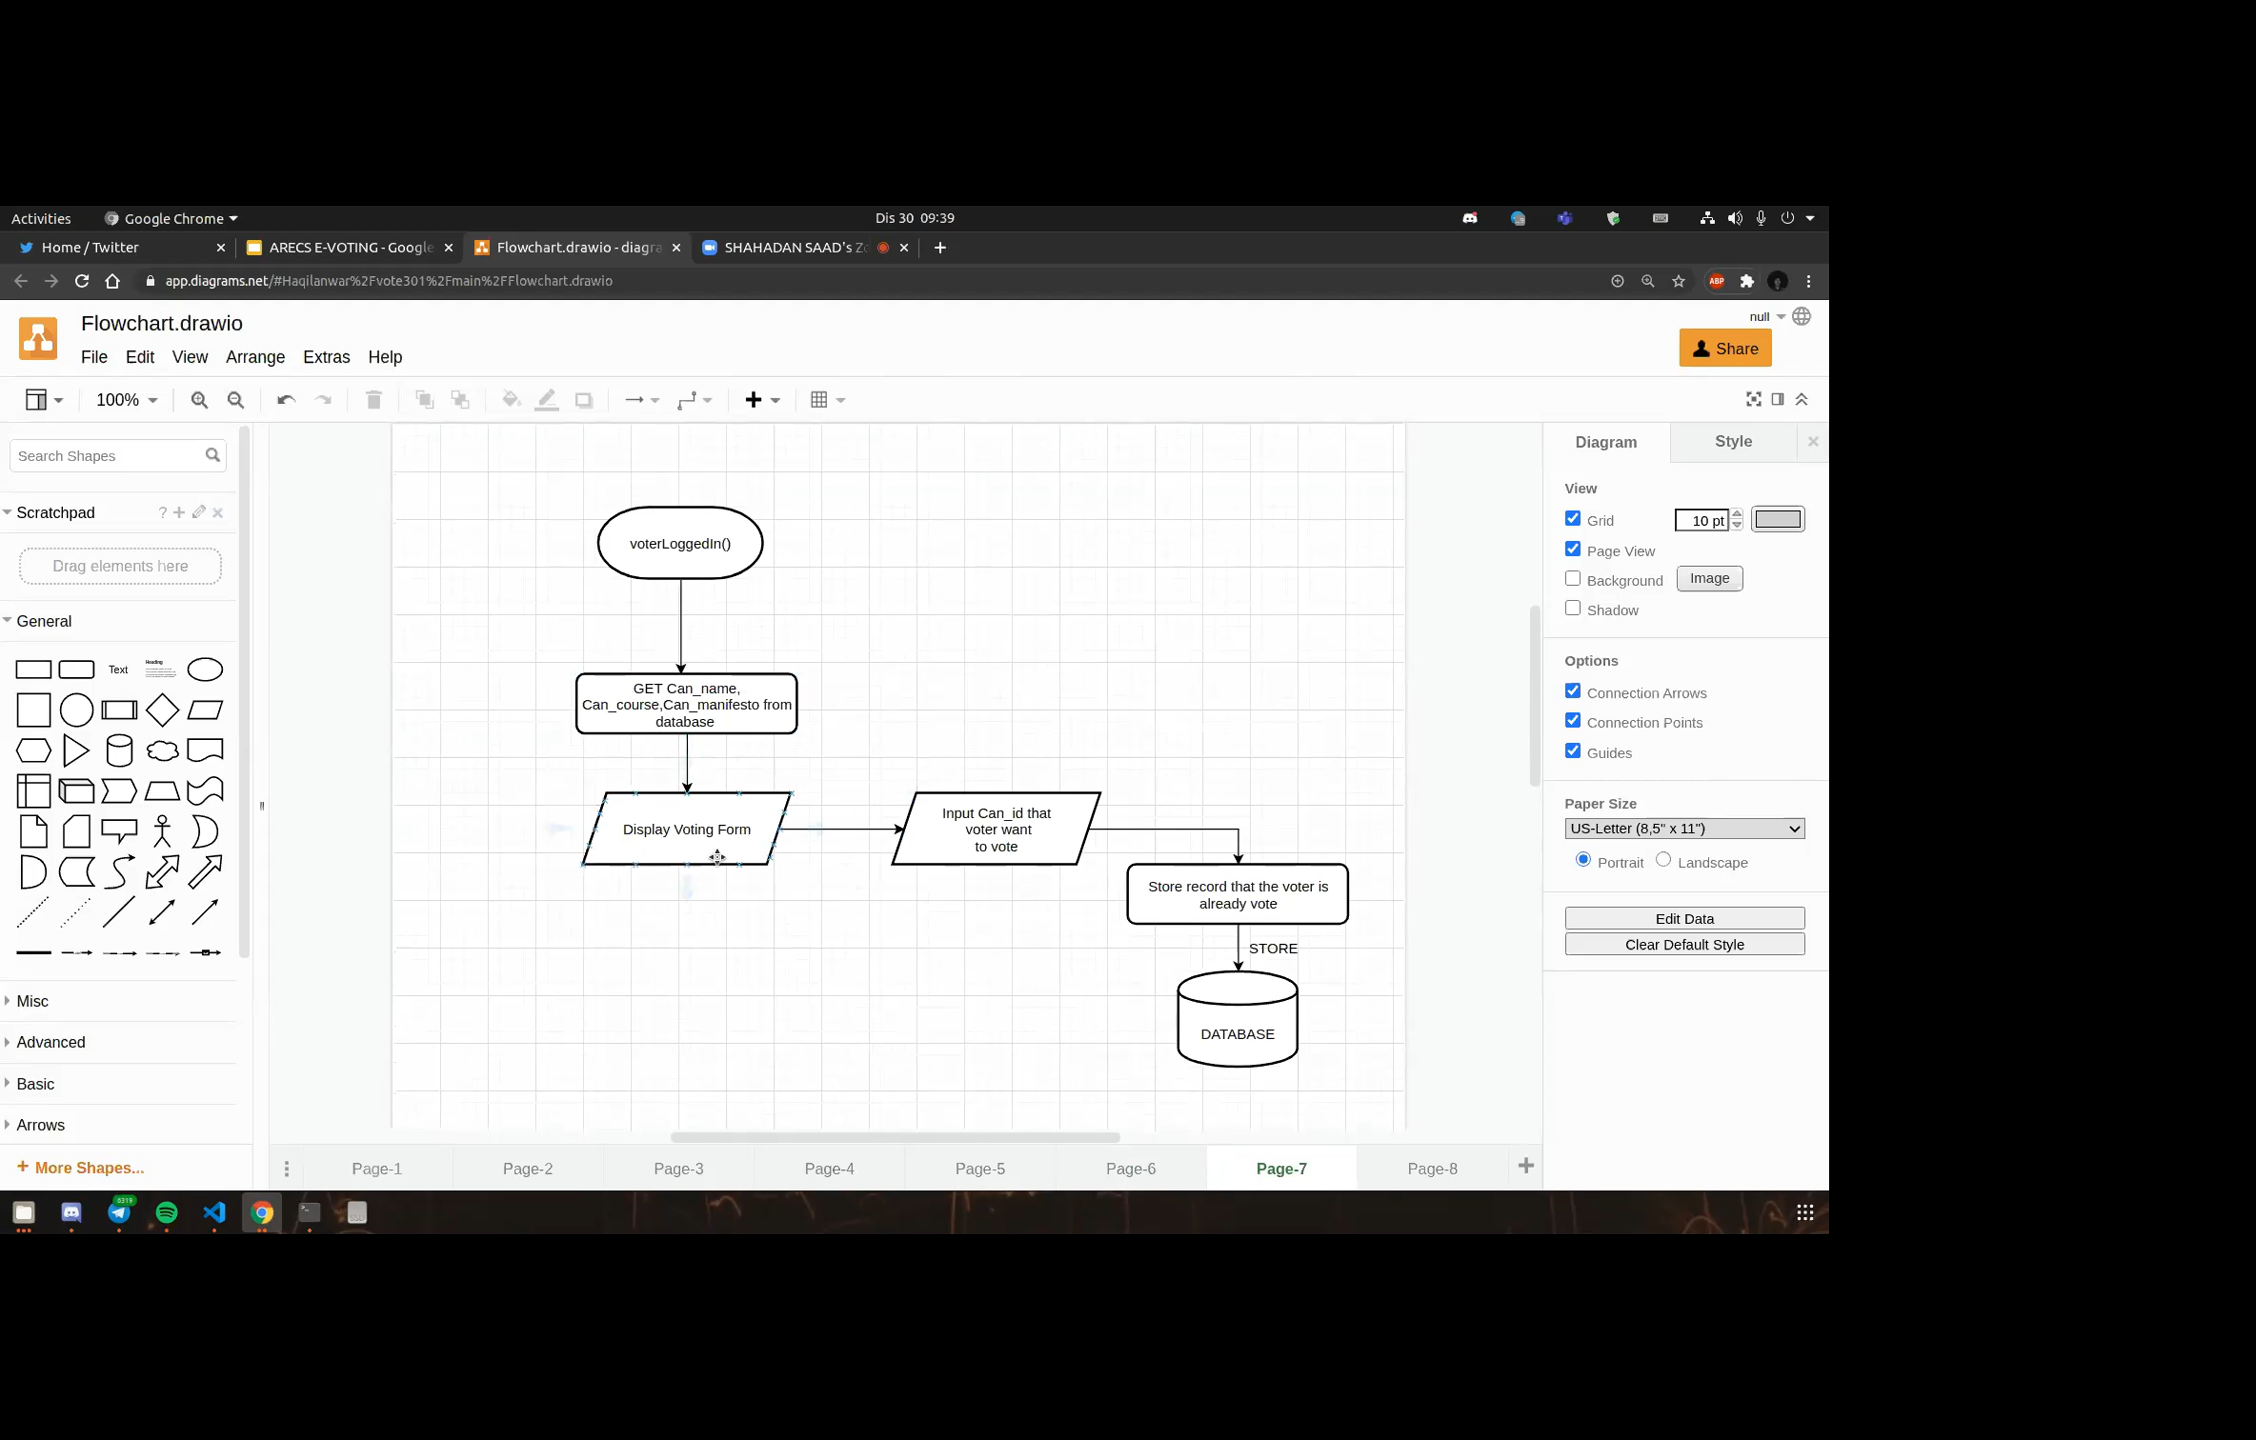 Activities
Google Chrome
Dis 30 09:39
Home / Twitter
ARECS E-VOTING - Google
Flowchart.drawio - diagra
SHAHADAN SAAD's Zo
app.diagrams.net/#Haqilanwar%2Fvote301%2Fmain%2FFlowchart.drawio
ABP
Flowchart.drawio
null
File Edit View Arrange Extras Help
Share
100%
Search Shapes
Scratchpad
?
Drag elements here
General
Text
Heading
Misc
Advanced
Basic
Arrows
+ More Shapes...
voterLoggedIn()
GET Can_name,
Can_course,Can_manifesto from
database
Display Voting Form
Input Can_id that
voter want
to vote
Store record that the voter is
already vote
STORE
DATABASE
Page-1
Page-2
Page-3
Page-4
Page-5
Page-6
Page-7
Page-8
Diagram
Style
View
Grid
10 pt
Page View
Background
Image
Shadow
Options
Connection Arrows
Connection Points
Guides
Paper Size
US-Letter (8,5" x 11")
Portrait
Landscape
Edit Data
Clear Default Style
6319